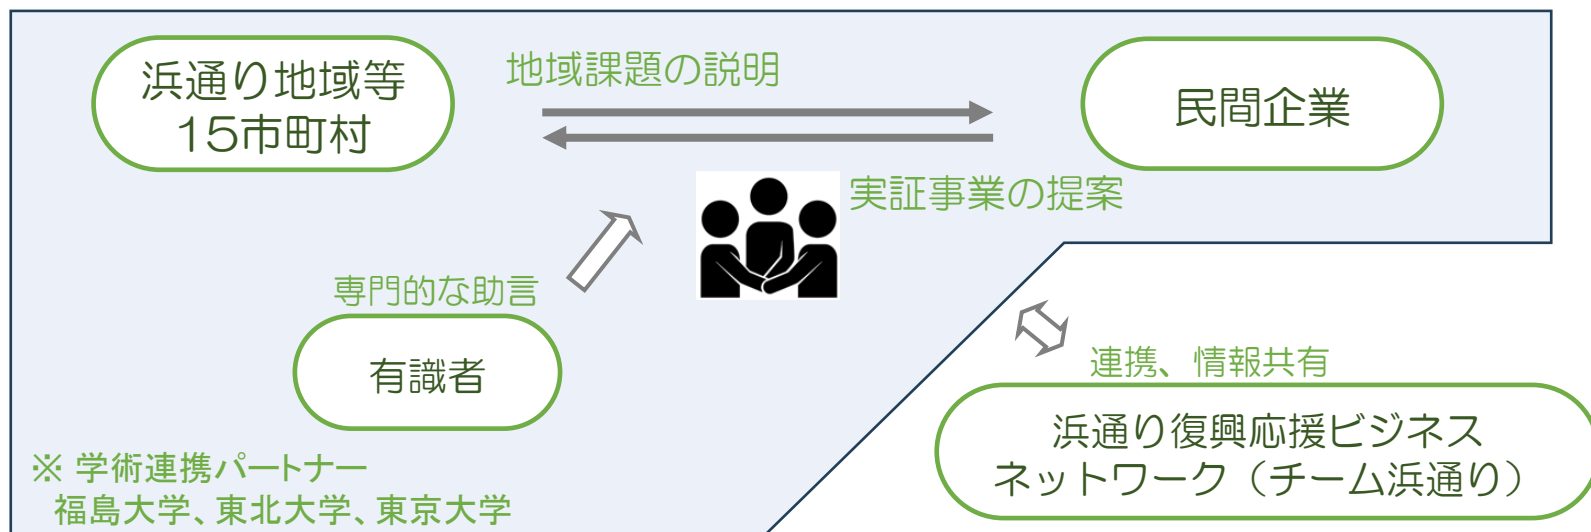 浜通り地域等
15市町村
地域課題の説明
民間企業
実証事業の提案
専門的な助言
有識者
連携、情報共有
浜通り復興応援ビジネス
ネットワーク（チーム浜通り）
※ 学術連携パートナー
福島大学、東北大学、東京大学